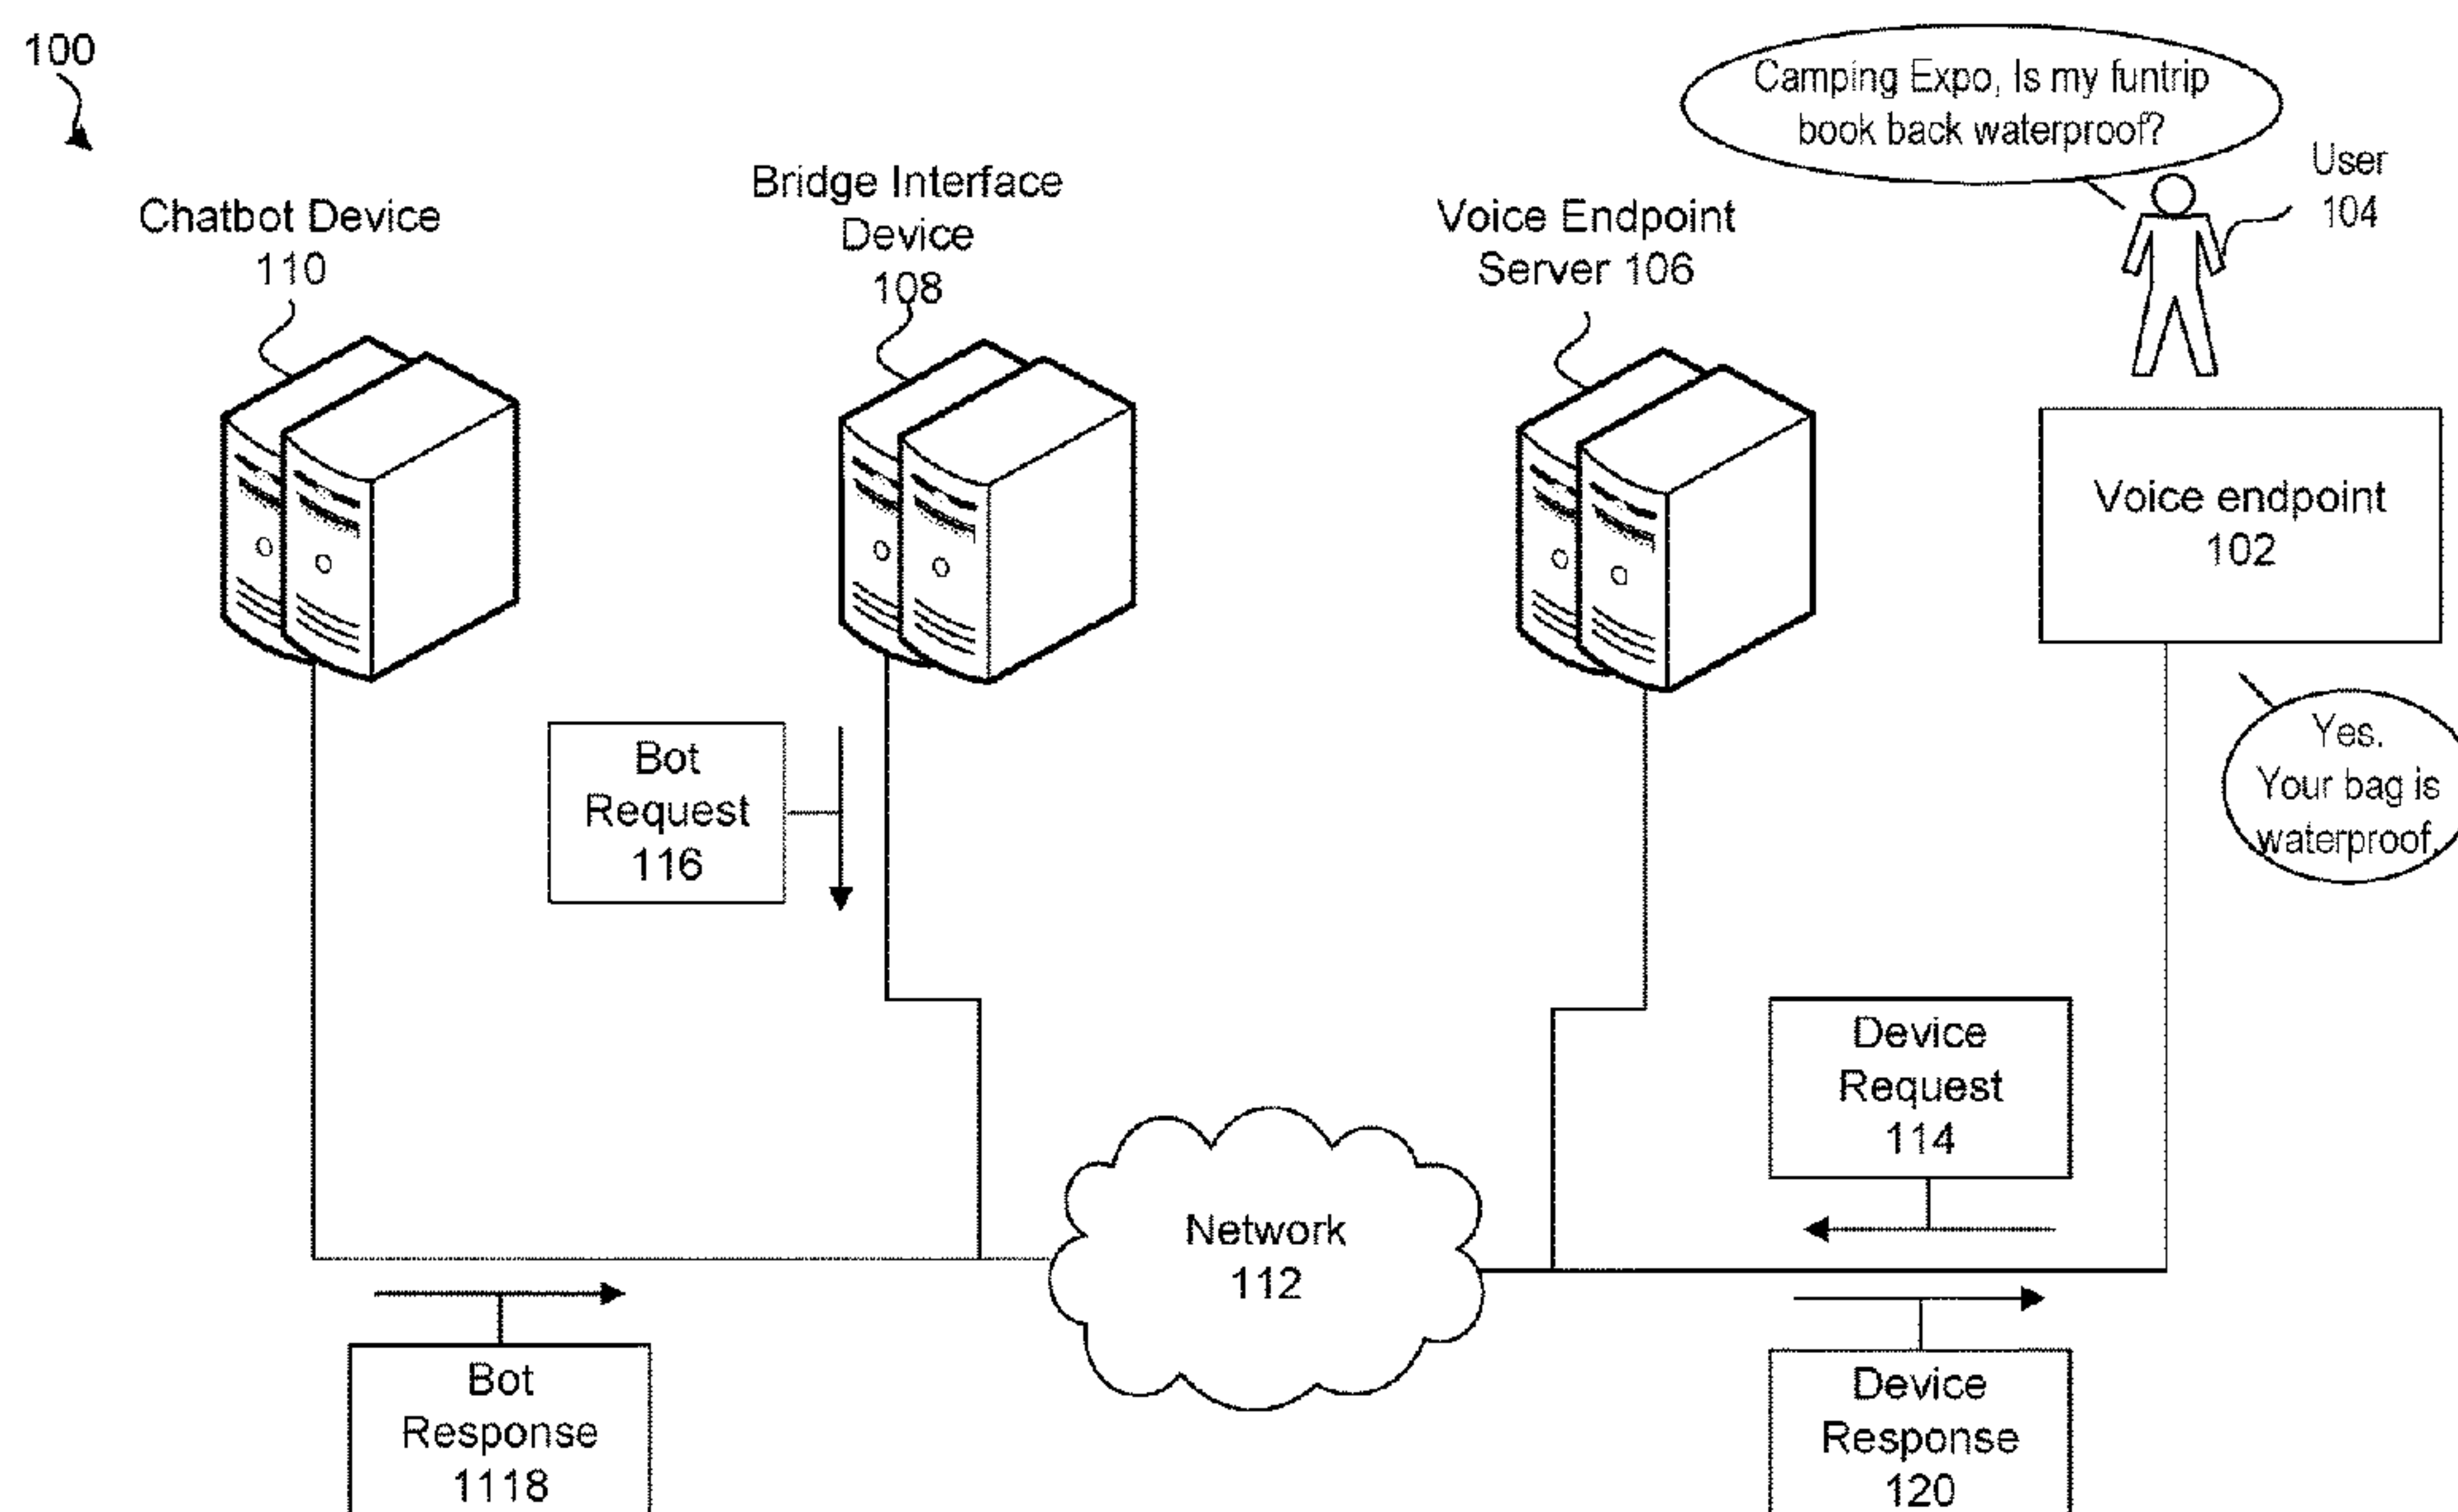 100
Camping Expo, Is my funtrip
book back waterproof?
User
104
Chatbot Device
110
Bridge Interface
Device
108
Voice Endpoint
Server 106
Voice endpoint
102
Bot
Request
116
Yes.
Your bag is
waterproof.
Device
Request
114
Network
112
Bot
Response
1118
Device
Response
120